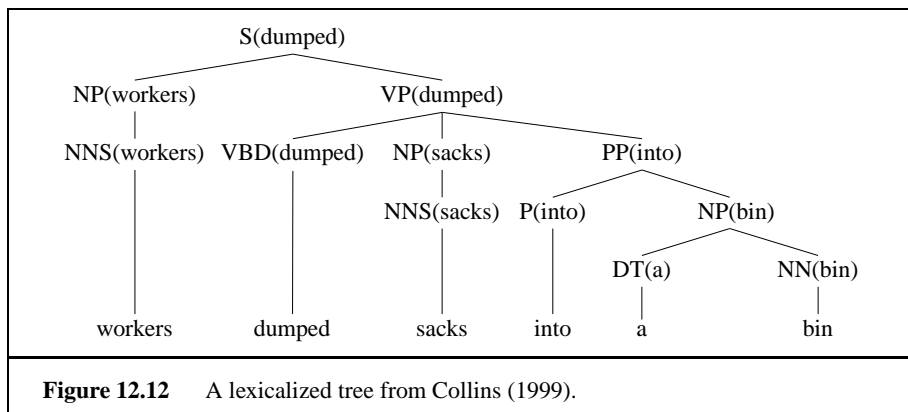 S(dumped)
NP(workers) VP(dumped)
NNS(workers) VBD(dumped) NP(sacks) PP(into)
NNS(sacks) P(into) NP(bin)
DT(a) NN(bin)
workers dumped sacks into a bin
Figure 12.12 A lexicalized tree from Collins (1999).